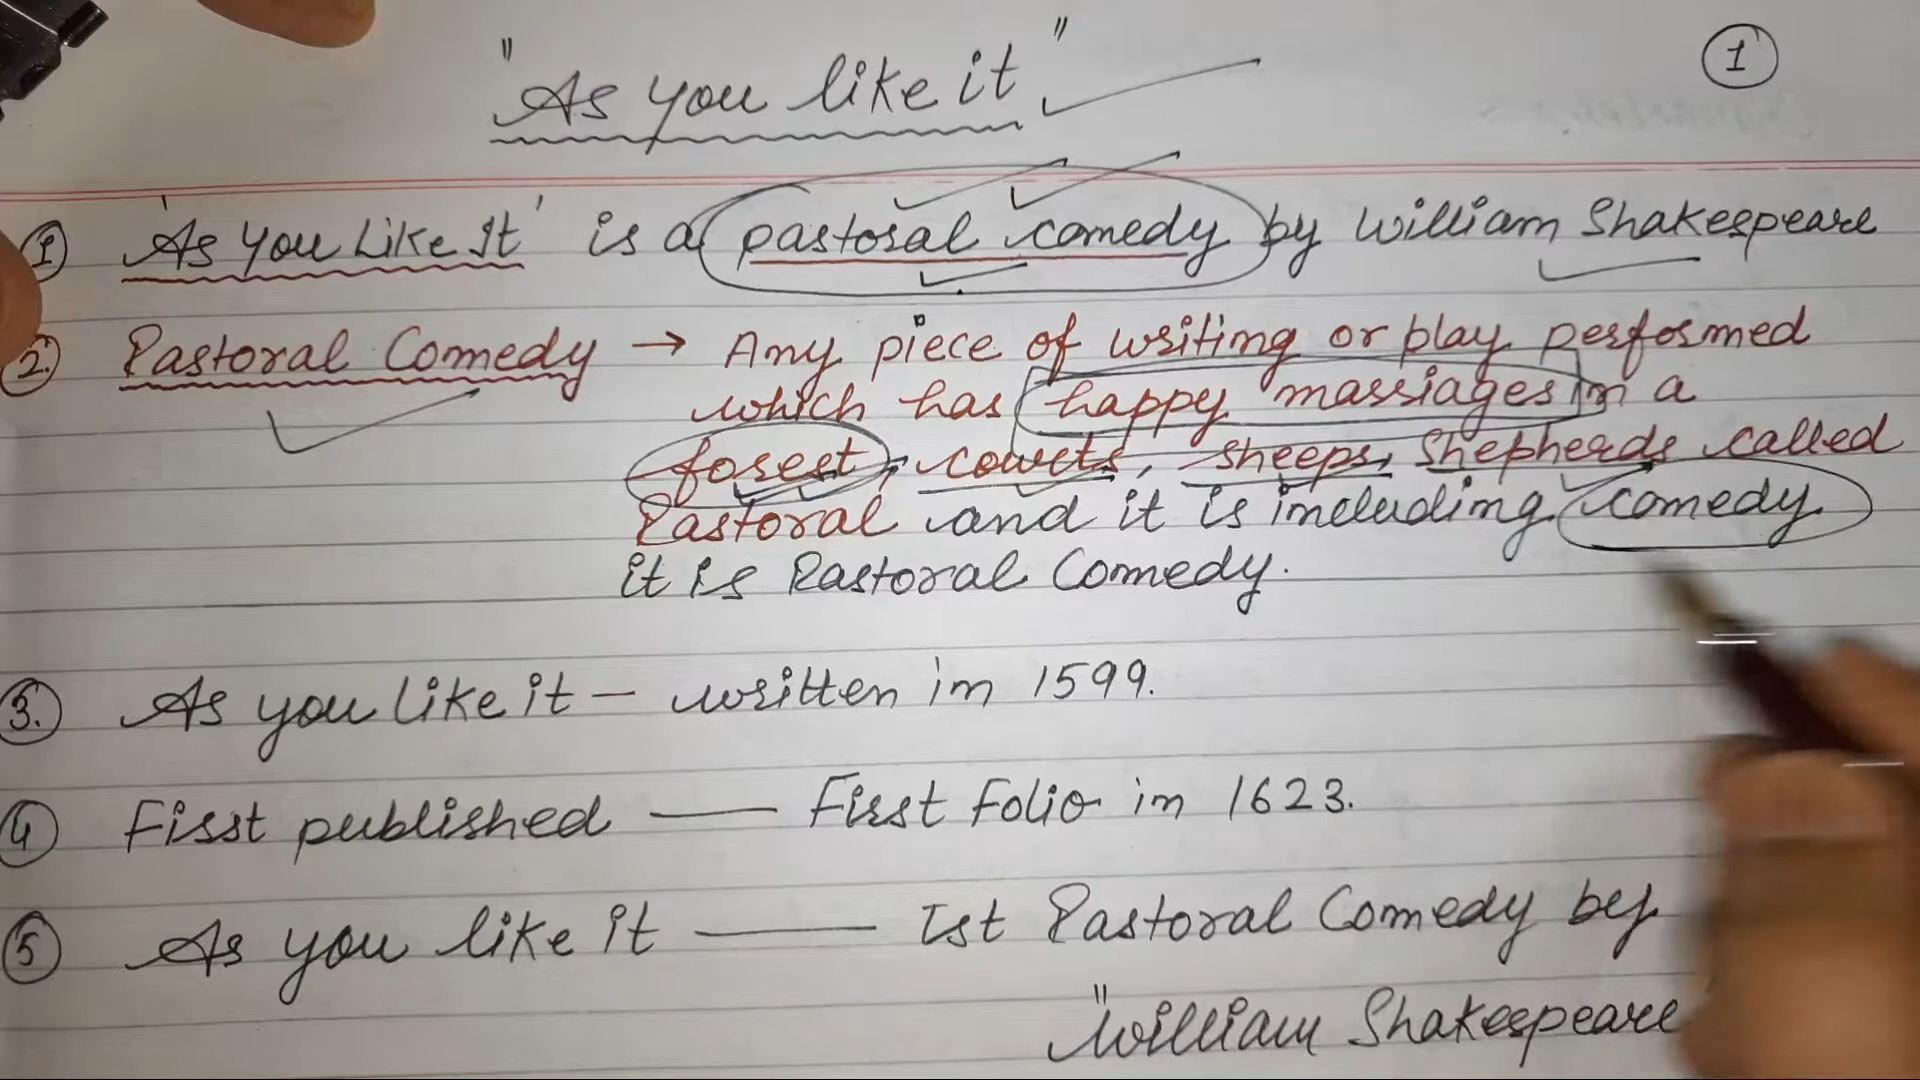 "As you like it"
1
1 'As You Like It' is a pastoral comedy by William Shakespeare
2. Pastoral Comedy → Any piece of writing or play performed
which has happy marriages in a
forest, cowets, sheeps, shepherds called
Pastoral and it is including comedy
it is Pastoral Comedy.
3. As you like it — written in 1599.
4 First published — First Folio in 1623.
5 As you like it — Ist Pastoral Comedy by
"William Shakespeare"